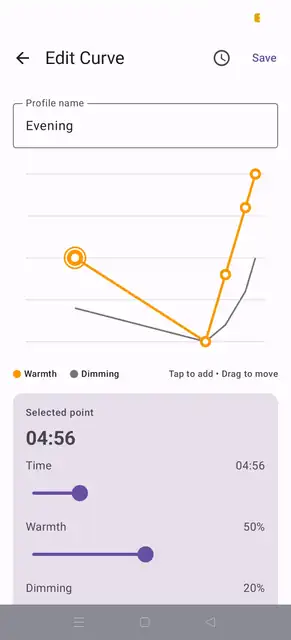 Edit Curve
Save
Profile name
Evening
Warmth
Dimming
Tap to add • Drag to move
Selected point
04:56
Time
04:56
Warmth
50%
Dimming
20%